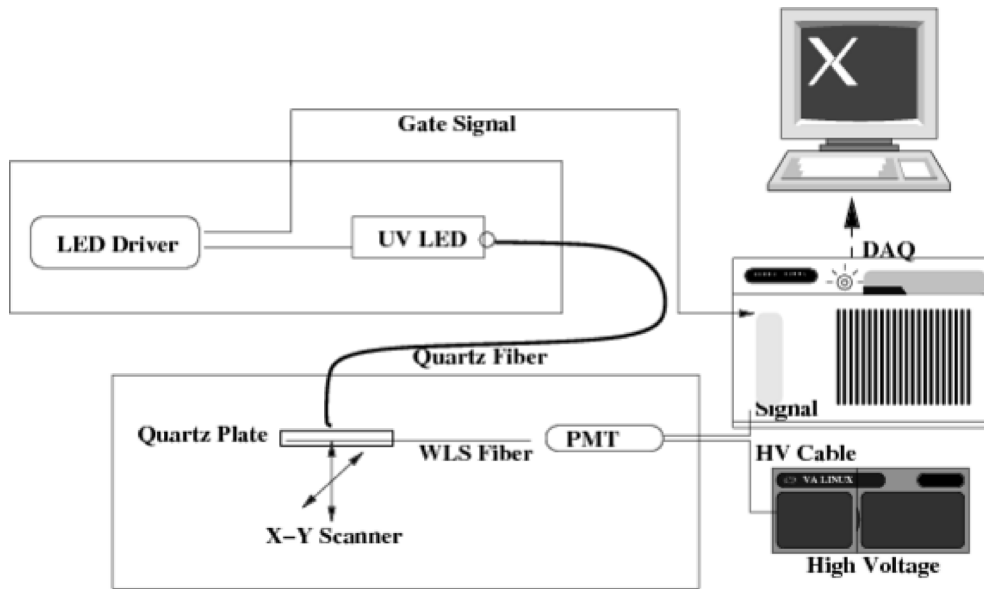 X
Gate Signal
LED Driver
UV LED
DAQ
Quartz Fiber
Signal
Quartz Plate
WLS Fiber
PMT
HV Cable
VA LINUX
X–Y Scanner
High Voltage